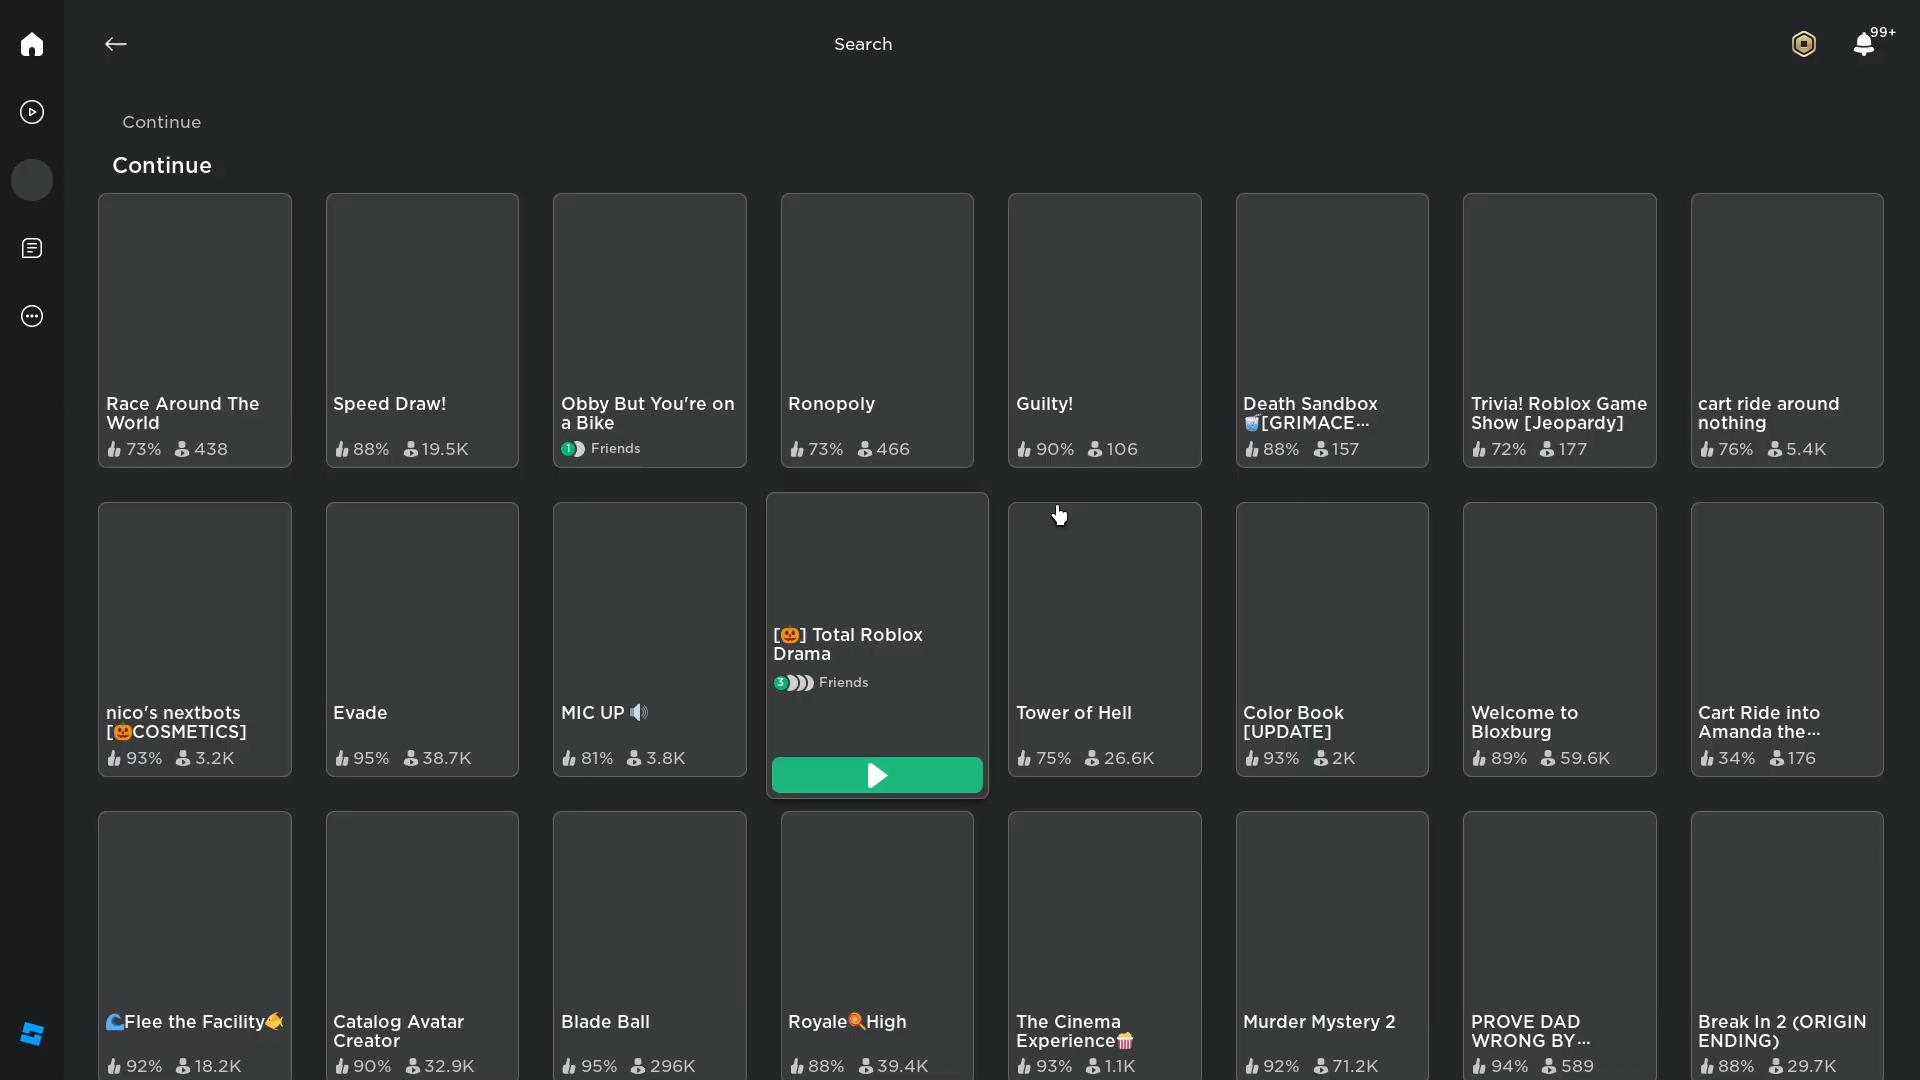 Search
99+
Continue
Continue
Race Around The
World
73% 438
Speed Draw!
88% 19.5K
Obby But You're on
a Bike
1 Friends
Ronopoly
73% 466
Guilty!
90% 106
Death Sandbox
🥤[GRIMACE...
88% 157
Trivia! Roblox Game
Show [Jeopardy]
72% 177
cart ride around
nothing
76% 5.4K
nico's nextbots
[🎃COSMETICS]
93% 3.2K
Evade
95% 38.7K
MIC UP 🔊
81% 3.8K
[🎃] Total Roblox
Drama
3 Friends
Tower of Hell
75% 26.6K
Color Book
[UPDATE]
93% 2K
Welcome to
Bloxburg
89% 59.6K
Cart Ride into
Amanda the...
34% 176
🌊Flee the Facility🐠
92% 18.2K
Catalog Avatar
Creator
90% 32.9K
Blade Ball
95% 296K
Royale🍭High
88% 39.4K
The Cinema
Experience🍿
93% 1.1K
Murder Mystery 2
92% 71.2K
PROVE DAD
WRONG BY...
94% 589
Break In 2 (ORIGIN
ENDING)
88% 29.7K